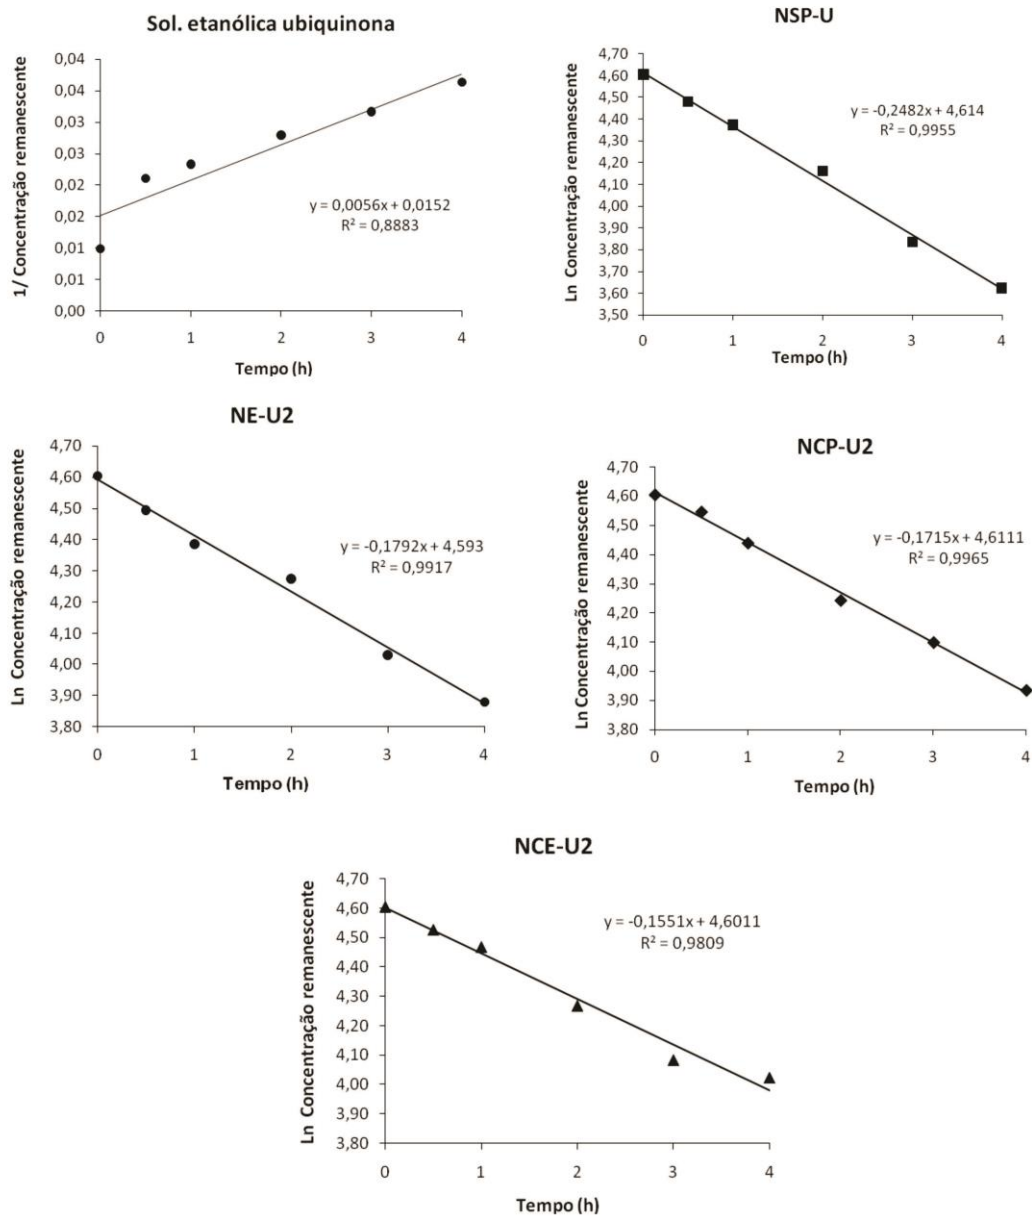 Sol. etanólica ubiquinona
1/ Concentração remanescente
0,04
0,04
0,03
0,03
0,02
0,02
0,01
0,01
0,00
y = 0,0056x + 0,0152
R² = 0,8883
0 1 2 3 4
Tempo (h)
NSP-U
Ln Concentração remanescente
4,70
4,60
4,50
4,40
4,30
4,20
4,10
4,00
3,90
3,80
3,70
3,60
3,50
y = -0,2482x + 4,614
R² = 0,9955
0 1 2 3 4
Tempo (h)
NE-U2
Ln Concentração remanescente
4,70
4,60
4,50
4,40
4,30
4,20
4,10
4,00
3,90
3,80
y = -0,1792x + 4,593
R² = 0,9917
0 1 2 3 4
Tempo (h)
NCP-U2
Ln Concentração remanescente
4,70
4,60
4,50
4,40
4,30
4,20
4,10
4,00
3,90
3,80
y = -0,1715x + 4,6111
R² = 0,9965
0 1 2 3 4
Tempo (h)
NCE-U2
Ln Concentração remanescente
4,70
4,60
4,50
4,40
4,30
4,20
4,10
4,00
3,90
3,80
y = -0,1551x + 4,6011
R² = 0,9809
0 1 2 3 4
Tempo (h)